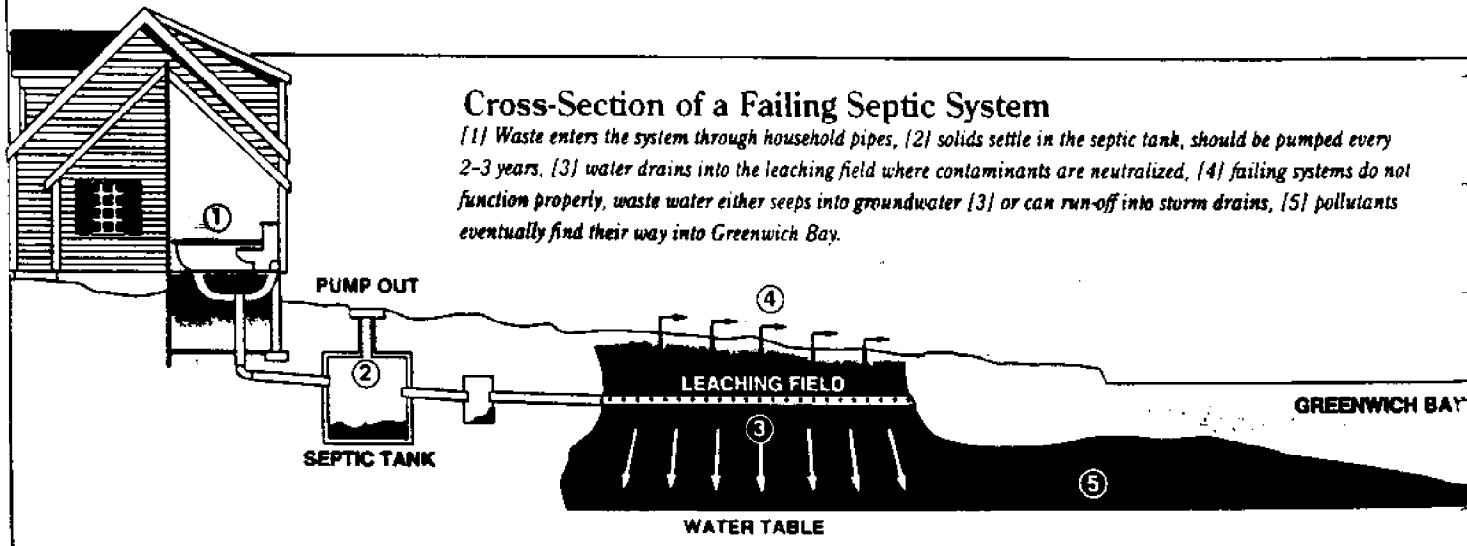 Cross-Section of a Failing Septic System
[1] Waste enters the system through household pipes, [2] solids settle in the septic tank, should be pumped every
2-3 years, [3] water drains into the leaching field where contaminants are neutralized, [4] failing systems do not
function properly, waste water either seeps into groundwater [3] or can run-off into storm drains, [5] pollutants
eventually find their way into Greenwich Bay.
1
PUMP OUT
4
2
LEACHING FIELD
GREENWICH BAY
3
SEPTIC TANK
5
WATER TABLE